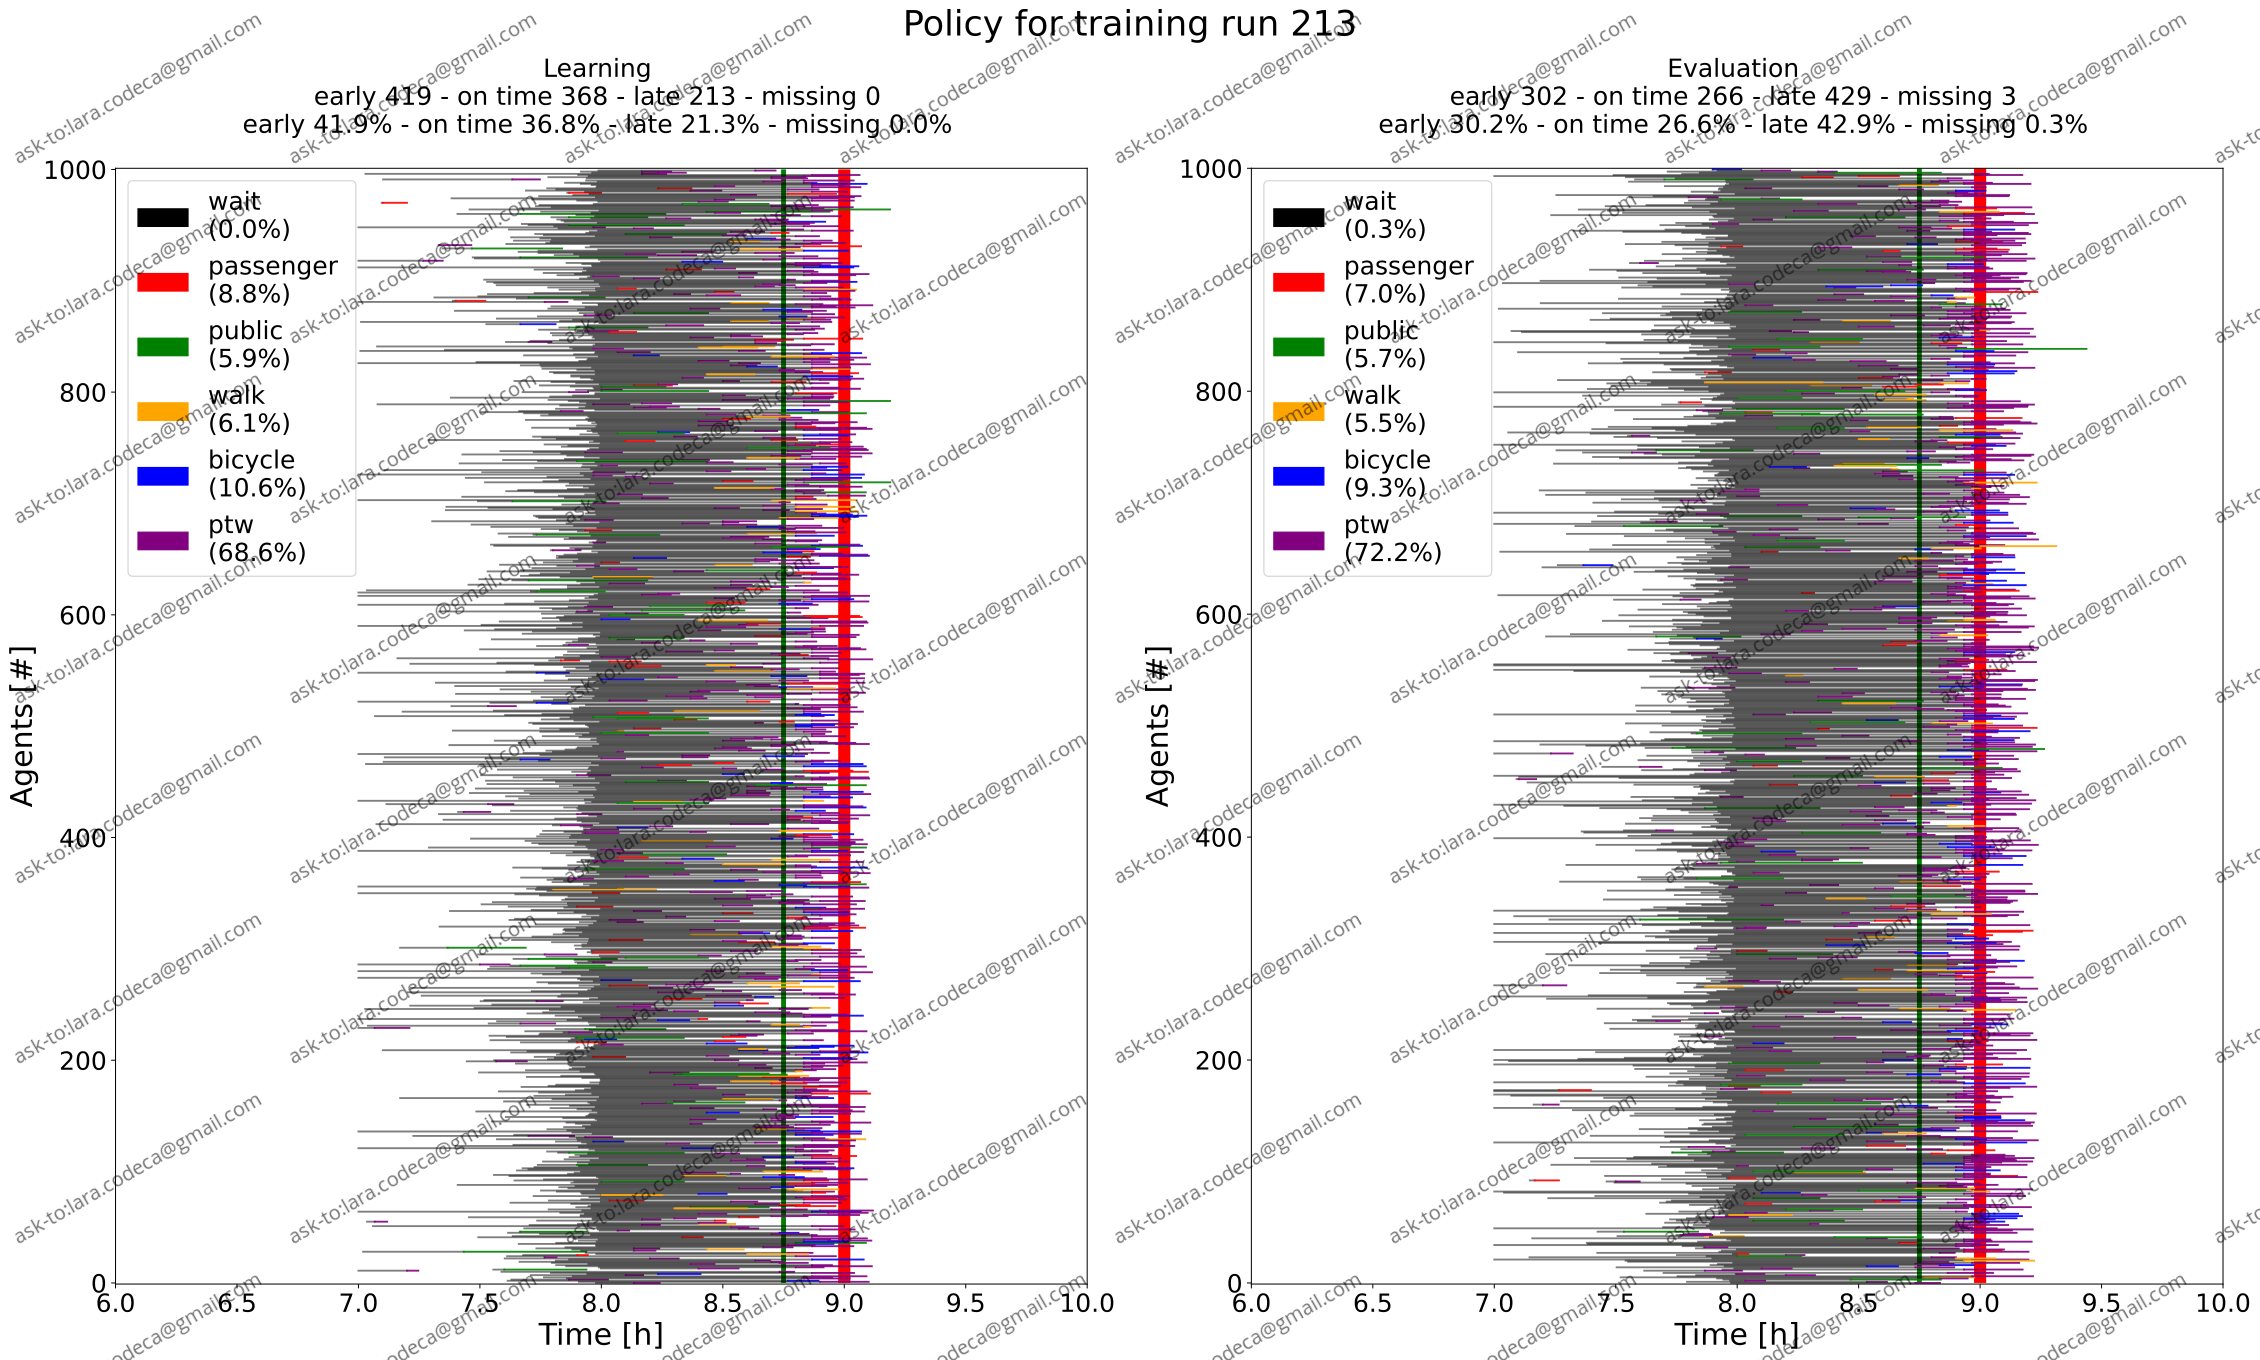 Policy for training run 213
Learning
early 419 - on time 368 - late 213 - missing 0
early 41.9% - on time 36.8% - late 21.3% - missing 0.0%
1000
800
600
400
200
0
Agents [#]
wait
(0.0%)
passenger
(8.8%)
public
(5.9%)
walk
(6.1%)
bicycle
(10.6%)
ptw
(68.6%)
6.0 6.5 7.0 7.5 8.0 8.5 9.0 9.5 10.0
Time [h]
Evaluation
early 302 - on time 266 - late 429 - missing 3
early 30.2% - on time 26.6% - late 42.9% - missing 0.3%
1000
800
600
400
200
0
Agents [#]
wait
(0.3%)
passenger
(7.0%)
public
(5.7%)
walk
(5.5%)
bicycle
(9.3%)
ptw
(72.2%)
6.0 6.5 7.0 7.5 8.0 8.5 9.0 9.5 10.0
Time [h]
ask-to:lara.codeca@gmail.com